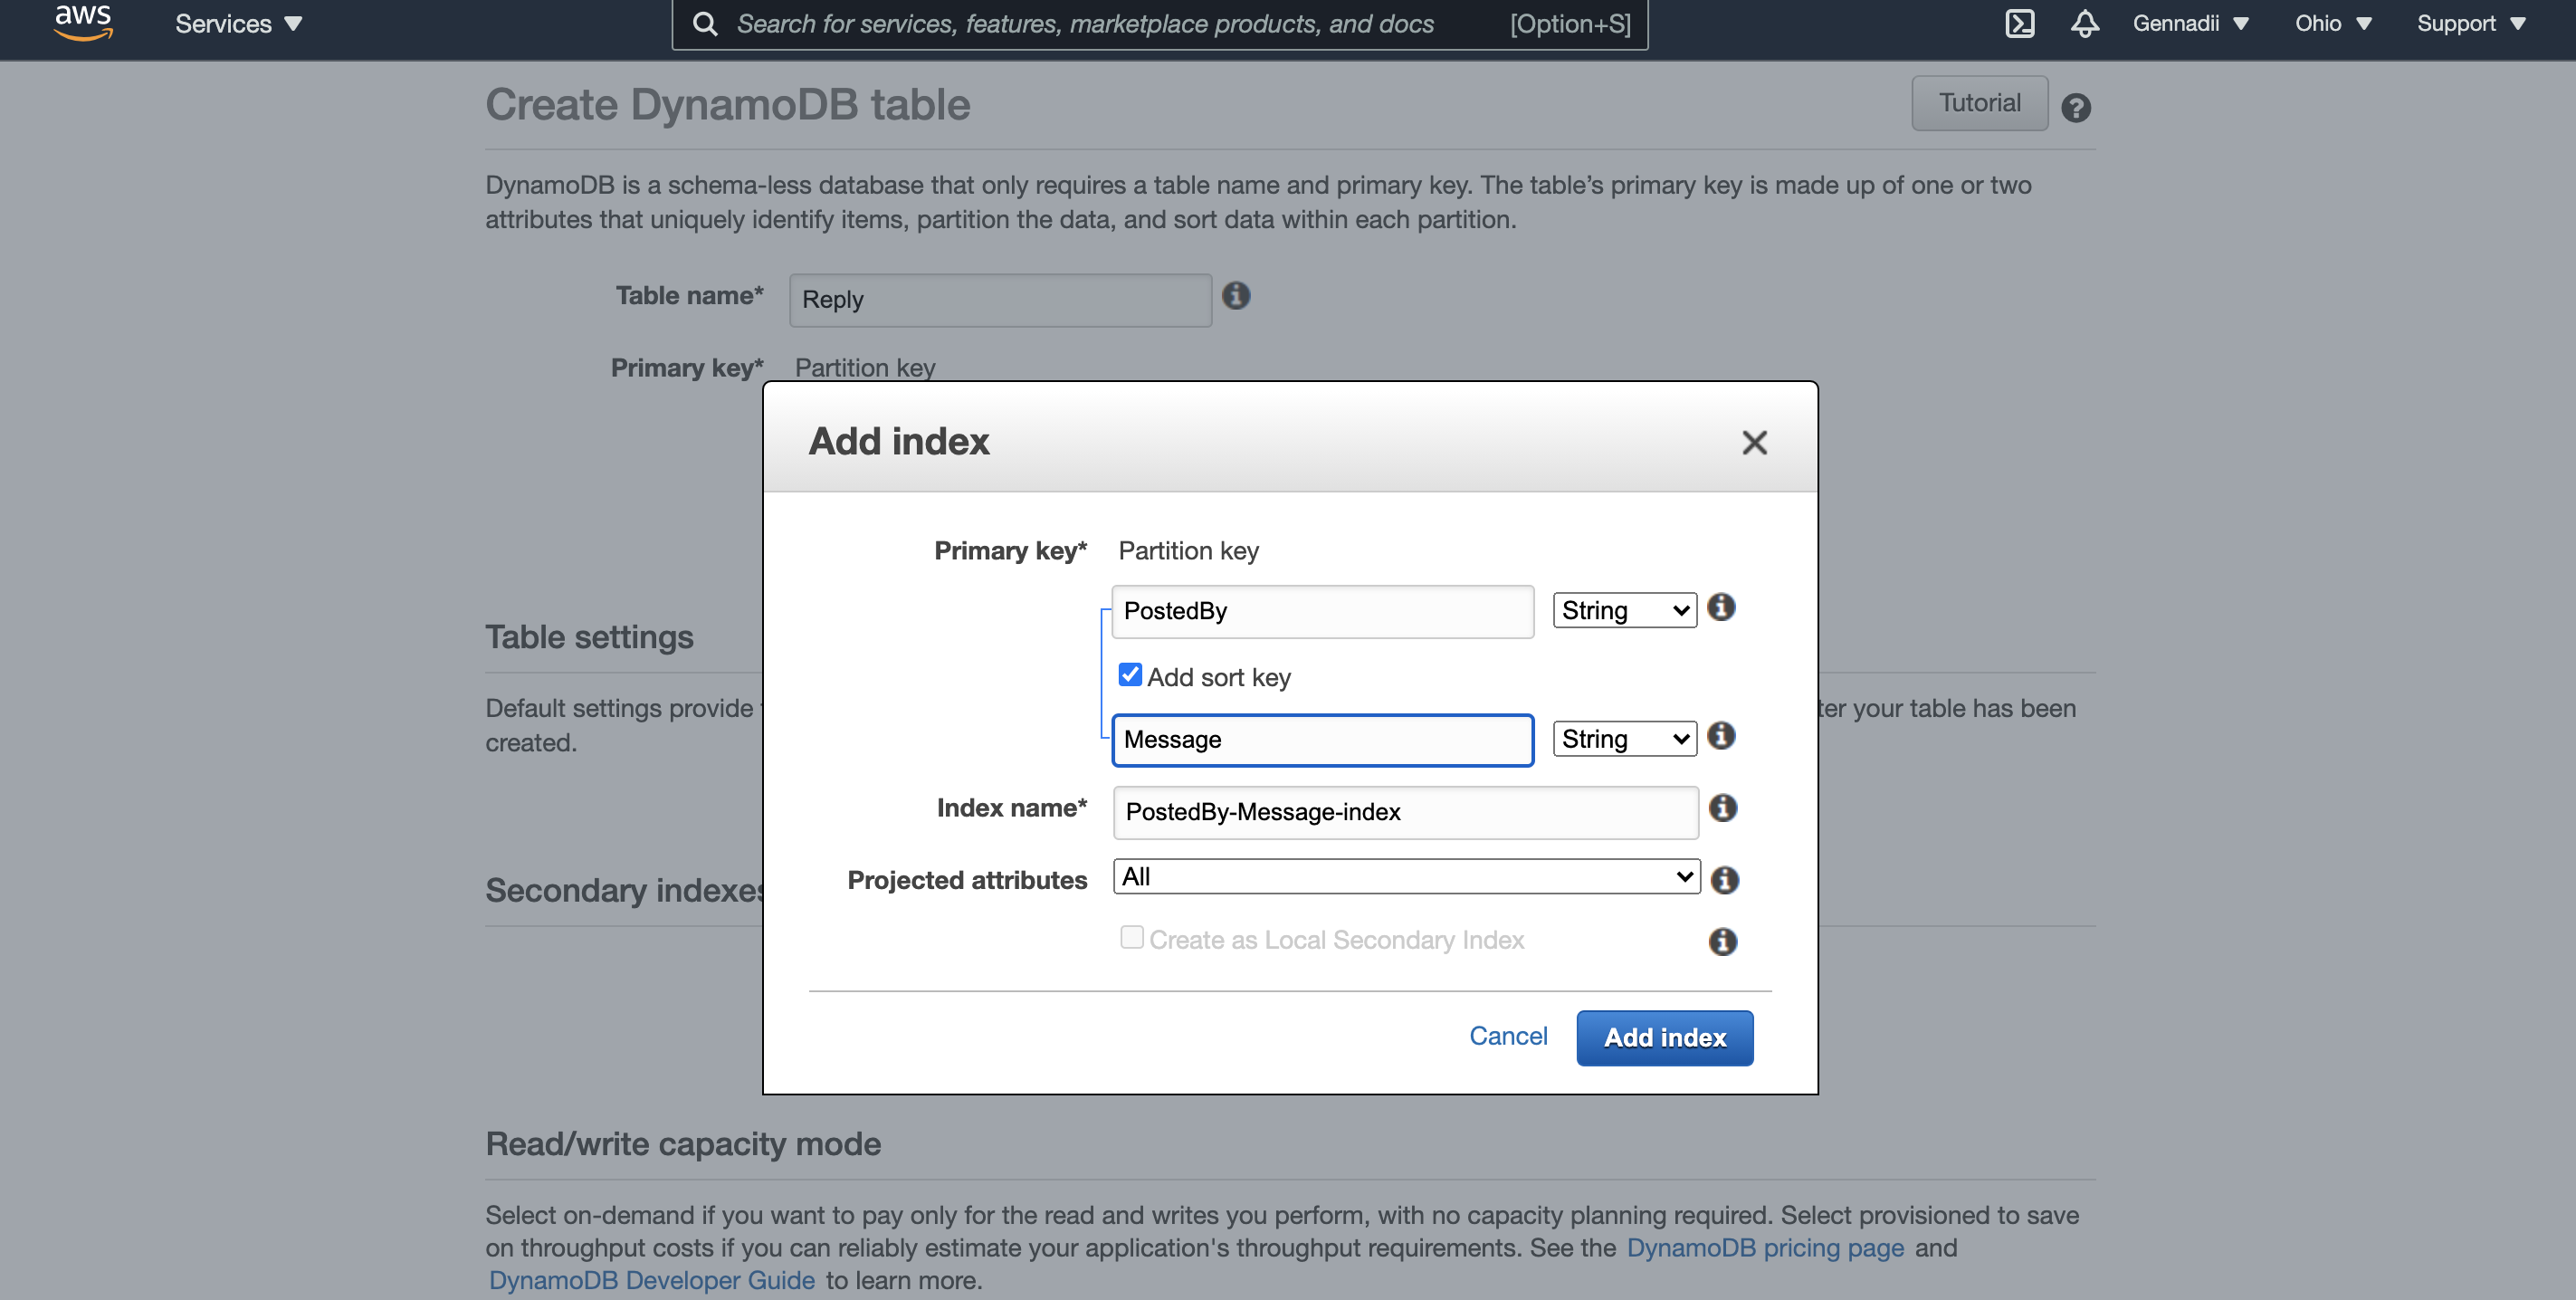 aws Services Search for services, features, marketplace products, and docs [Option+S] Gennadii Ohio Support
Create DynamoDB table Tutorial
DynamoDB is a schema-less database that only requires a table name and primary key. The table’s primary key is made up of one or two
attributes that uniquely identify items, partition the data, and sort data within each partition.
Table name* Reply
Primary key* Partition key
Add index
Primary key* Partition key
PostedBy String
Add sort key
Message String
Index name* PostedBy-Message-index
Projected attributes All
Create as Local Secondary Index
Cancel Add index
Table settings
Default settings provide ter your table has been
created.
Secondary indexes
Read/write capacity mode
Select on-demand if you want to pay only for the read and writes you perform, with no capacity planning required. Select provisioned to save
on throughput costs if you can reliably estimate your application's throughput requirements. See the DynamoDB pricing page and
DynamoDB Developer Guide to learn more.